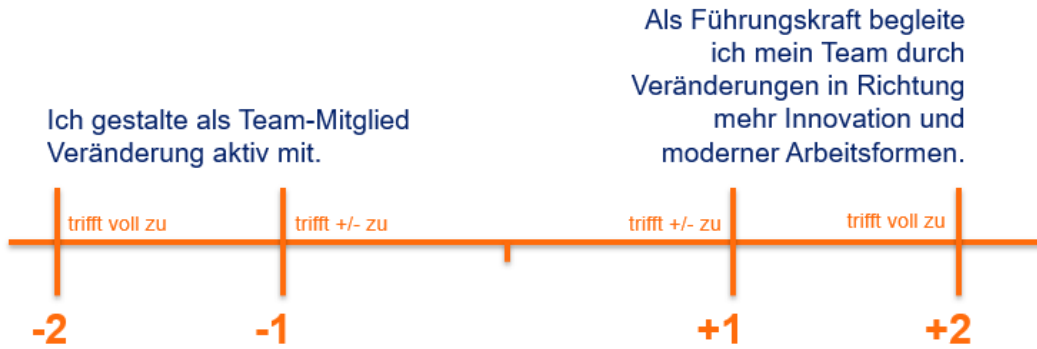 Als Führungskraft begleite
ich mein Team durch
Veränderungen in Richtung
mehr Innovation und
moderner Arbeitsformen.
Ich gestalte als Team-Mitglied
Veränderung aktiv mit.
trifft voll zu
trifft +/- zu
trifft +/- zu
trifft voll zu
-2
-1
+1
+2